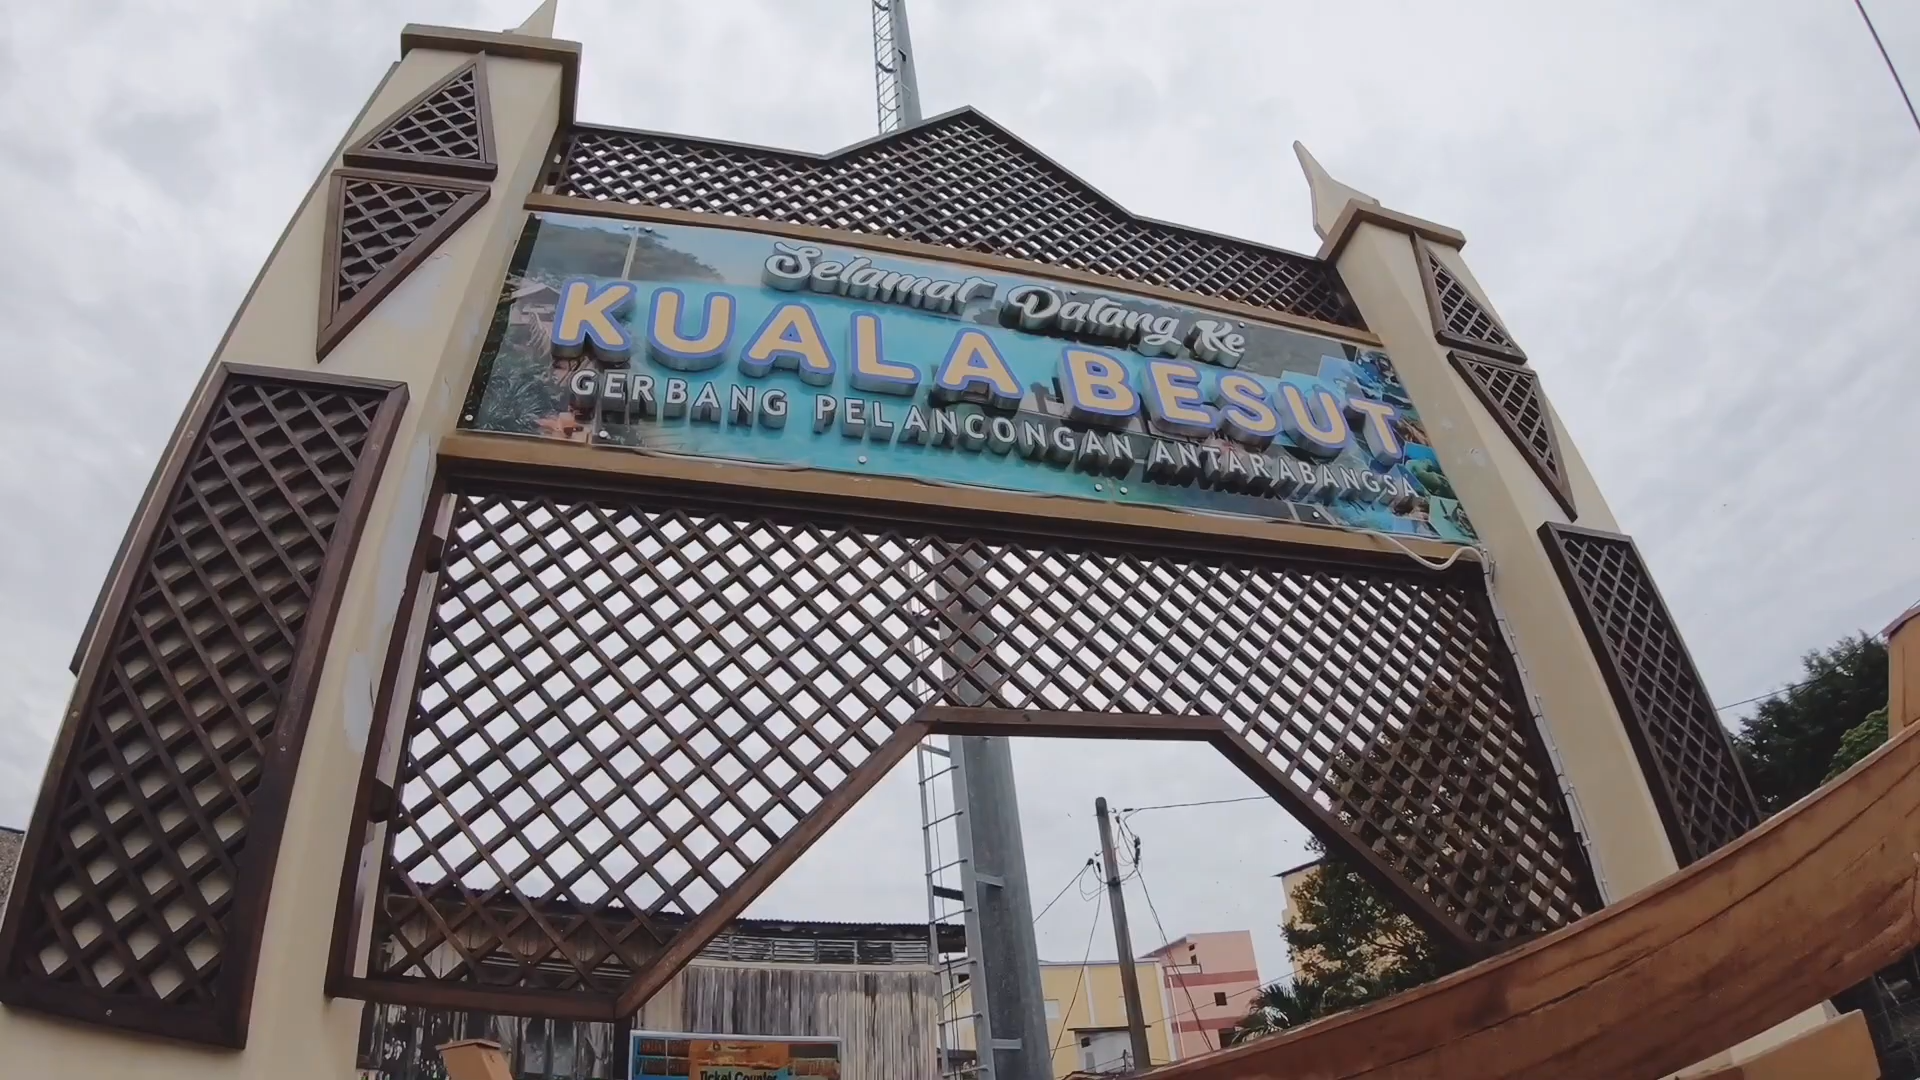 Selamat Datang Ke
KUALA BESUT
GERBANG PELANCONGAN ANTARABANGSA
Ticket Counter